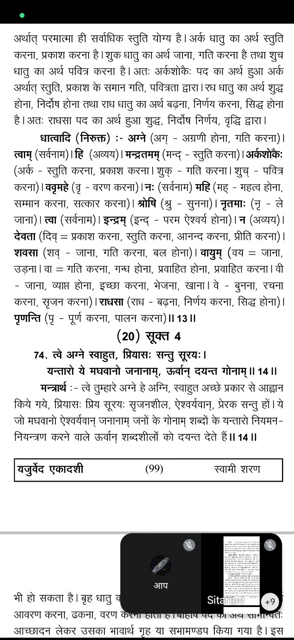 अर्थात् परमात्मा ही सर्वाधिक स्तुति योग्य है। अर्क धातु का अर्थ स्तुति
करना, प्रकाश करना है। शुक धातु का अर्थ जाना, गति करना है तथा शुच
धातु का अर्थ पवित्र करना है। अतः अर्कशोकैः पद का अर्थ हुआ अर्क
अर्थात् स्तुति, प्रकाश के समान गति, पवित्रता द्वारा। रध धातु का अर्थ शुद्ध
होना, निर्दोष होना तथा राध धातु का अर्थ बढ़ना, निर्णय करना, सिद्ध होना
है। अतः राधसा पद का अर्थ हुआ शुद्ध, निर्दोष निर्णय, वृद्धि द्वारा।
धात्वादि (निरुक्त) :- अग्ने (अग् - अग्रणी होना, गति करना)।
त्वाम् (सर्वनाम)। हि (अव्यय)। मन्द्रतमम् (मन्द् - स्तुति करना)। अर्कशोकैः
(अर्क - स्तुति करना, प्रकाश करना। शुक् - गति करना। शुच् - पवित्र
करना)। ववृमहे (वृ - वरण करना)। नः (सर्वनाम) महि (मह् - महत्व होना,
सम्मान करना, सत्कार करना)। श्रोषि (श्रु - सुनना)। नृतमाः (नृ - ले
जाना)। त्वा (सर्वनाम)। इन्द्रम् (इन्द् - परम ऐश्वर्य होना)। न (अव्यय)।
देवता (दिव् = प्रकाश करना, स्तुति करना, आनन्द करना, प्रीति करना)।
शवसा (शव् - जाना, गति करना, बल होना)। वायुम् (वय = जाना,
उड़ना। वा = गति करना, गन्ध होना, प्रवाहित होना, प्रवाहित करना। वी
- जाना, व्याप्त होना, इच्छा करना, भेजना, खाना। वे - बुनना, रचना
करना, सृजन करना)। राधसा (राध - बढ़ना, निर्णय करना, सिद्ध होना)।
पृणन्ति (पृ - पूर्ण करना, पालन करना)॥ 13॥
(20) सूक्त 4
74. त्वे अग्ने स्वाहुत, प्रियासः सन्तु सूरयः।
यन्तारो ये मघवानो जनानाम्, ऊर्वान् दयन्त गोनाम्॥ 14॥
मन्त्रार्थ :- त्वे तुम्हारे अग्ने हे अग्नि, स्वाहुत अच्छे प्रकार से आह्वान
किये गये, प्रियासः प्रिय सूरयः सृजनशील, ऐश्वर्यवान्, प्रेरक सन्तु हों। ये
जो मघवानो ऐश्वर्यवान् जनानाम् जनों के गोनाम् शब्दों के यन्तारो नियमन-
नियन्त्रण करने वाले ऊर्वान् शब्दशीलों को दयन्त देते हैं॥ 14॥
यजुर्वेद एकादशी (99) स्वामी शरण
भी हो सकता है। बृह धातु
आवरण करना, ढकना, वरण करना होता है।
आच्छादन लेकर उसका भावार्थ गृह या सभामण्डप किया गया है। इस
आप
Sita
+9